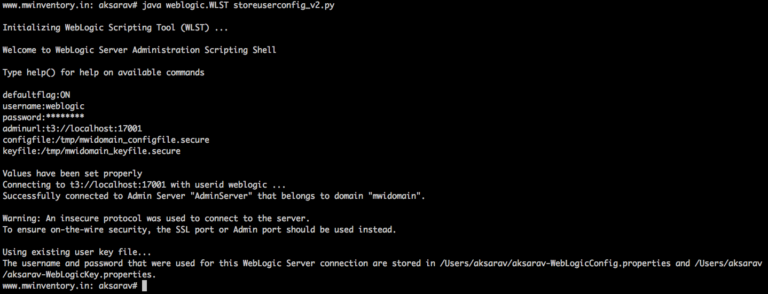 www.mwinventory.in: aksarav# java weblogic.WLST storeuserconfig_v2.py
Initializing WebLogic Scripting Tool (WLST) ...
Welcome to WebLogic Server Administration Scripting Shell
Type help() for help on available commands
defaultflag:ON
username:weblogic
password:********
adminurl:t3://localhost:17001
configfile:/tmp/mwidomain_configfile.secure
keyfile:/tmp/mwidomain_keyfile.secure
Values have been set properly
Connecting to t3://localhost:17001 with userid weblogic ...
Successfully connected to Admin Server "AdminServer" that belongs to domain "mwidomain".
Warning: An insecure protocol was used to connect to the server.
To ensure on-the-wire security, the SSL port or Admin port should be used instead.
Using existing user key file...
The username and password that were used for this WebLogic Server connection are stored in /Users/aksarav/aksarav-WebLogicConfig.properties and /Users/aksarav
/aksarav-WebLogicKey.properties.
www.mwinventory.in: aksarav#